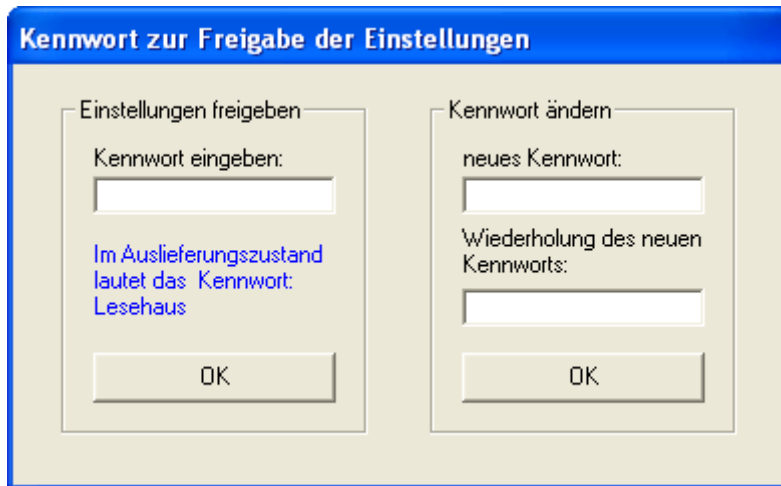 Kennwort zur Freigabe der Einstellungen
Einstellungen freigeben
Kennwort eingeben:
Im Auslieferungszustand
lautet das Kennwort:
Lesehaus
OK
Kennwort ändern
neues Kennwort:
Wiederholung des neuen
Kennworts:
OK